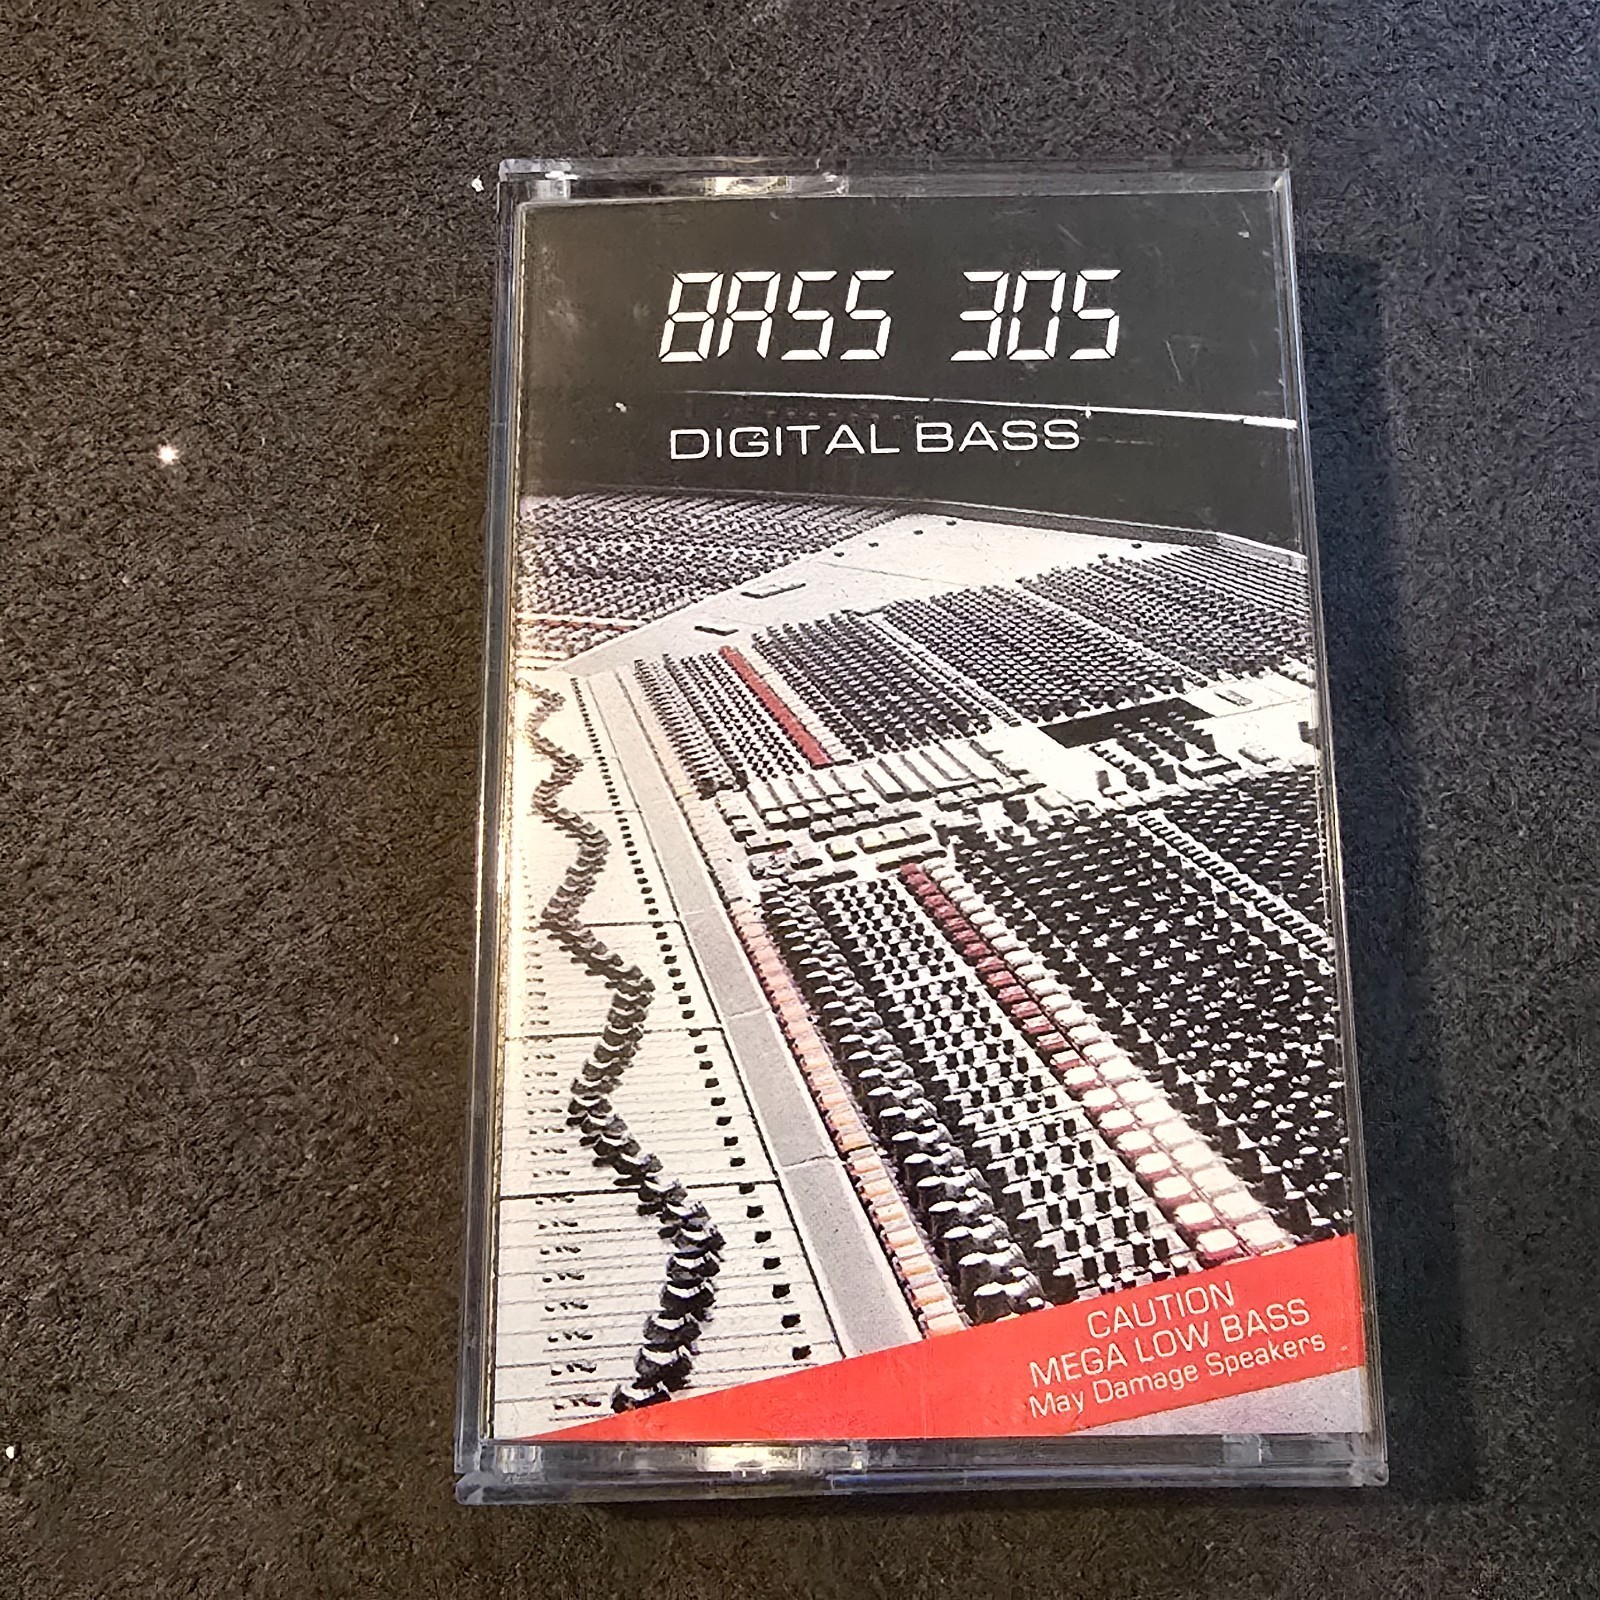 BASS 305
DIGITAL BASS
CAUTION
MEGA LOW BASS
May Damage Speakers